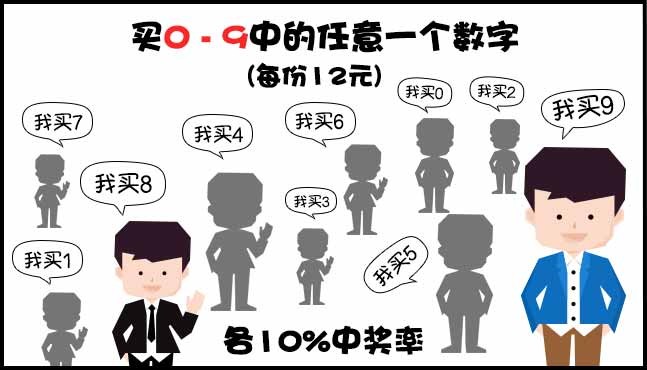 买0-9中的任意一个数字
(每份12元)
我买7
我买8
我买1
我买4
我买6
我买3
我买0
我买2
我买9
我买5
各10%中奖率